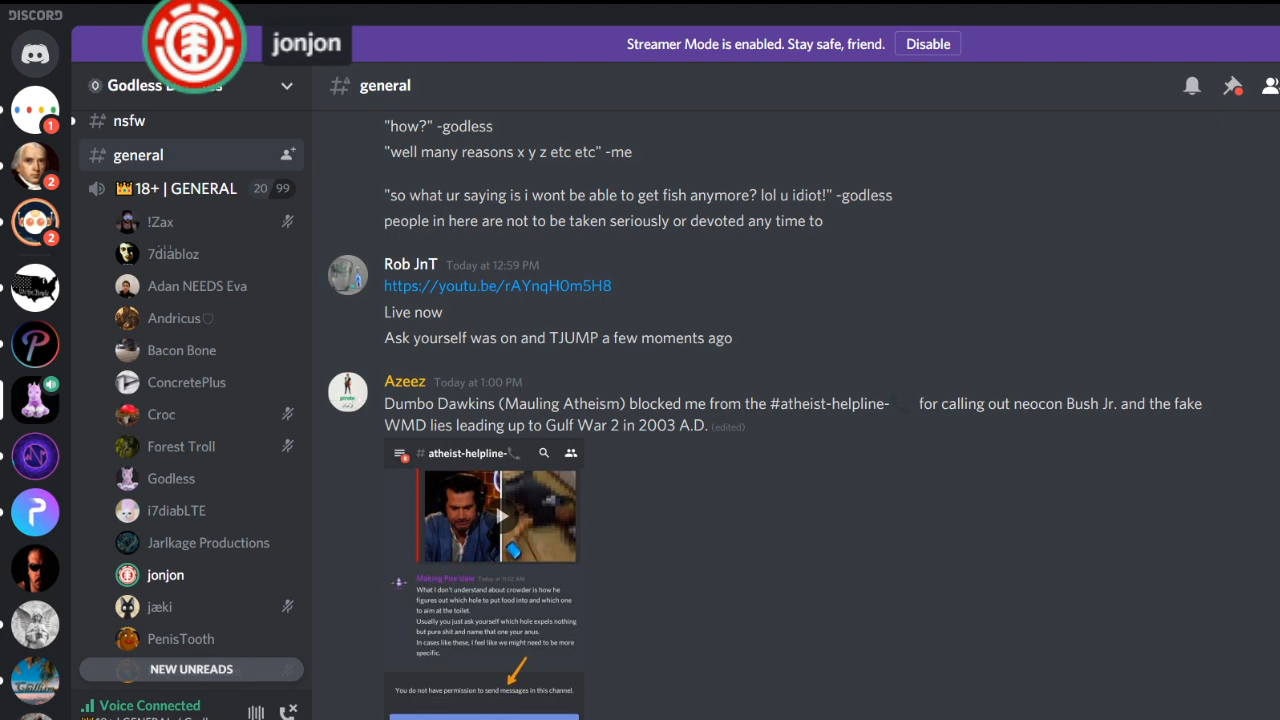 DISCORD
jonjon
Streamer Mode is enabled. Stay safe, friend.
Disable
Godless
general
nsfw
general
18+ | GENERAL
20 99
!Zax
7diabloz
Adan NEEDS Eva
Andricus
Bacon Bone
ConcretePlus
Croc
Forest Troll
Godless
i7diabLTE
Jarlkage Productions
jonjon
jæki
PenisTooth
NEW UNREADS
Voice Connected
1
2
2
"how?" -godless
"well many reasons x y z etc etc" -me
"so what ur saying is i wont be able to get fish anymore? lol u idiot!" -godless
people in here are not to be taken seriously or devoted any time to
Rob JnT Today at 12:59 PM
https://youtu.be/rAYnqH0m5H8
Live now
Ask yourself was on and TJUMP a few moments ago
Azeez Today at 1:00 PM
Dumbo Dawkins (Mauling Atheism) blocked me from the #atheist-helpline- for calling out neocon Bush Jr. and the fake
WMD lies leading up to Gulf War 2 in 2003 A.D. (edited)
# atheist-helpline-
Today at
What I don't understand about crowder is how he
figures out which hole to put food into and which one
to aim at the toilet.
Usually you just ask yourself which hole expels nothing
but pure shit and name that one your anus.
In cases like these, I feel like we might need to be more
specific.
You do not have permission to send messages in this channel.